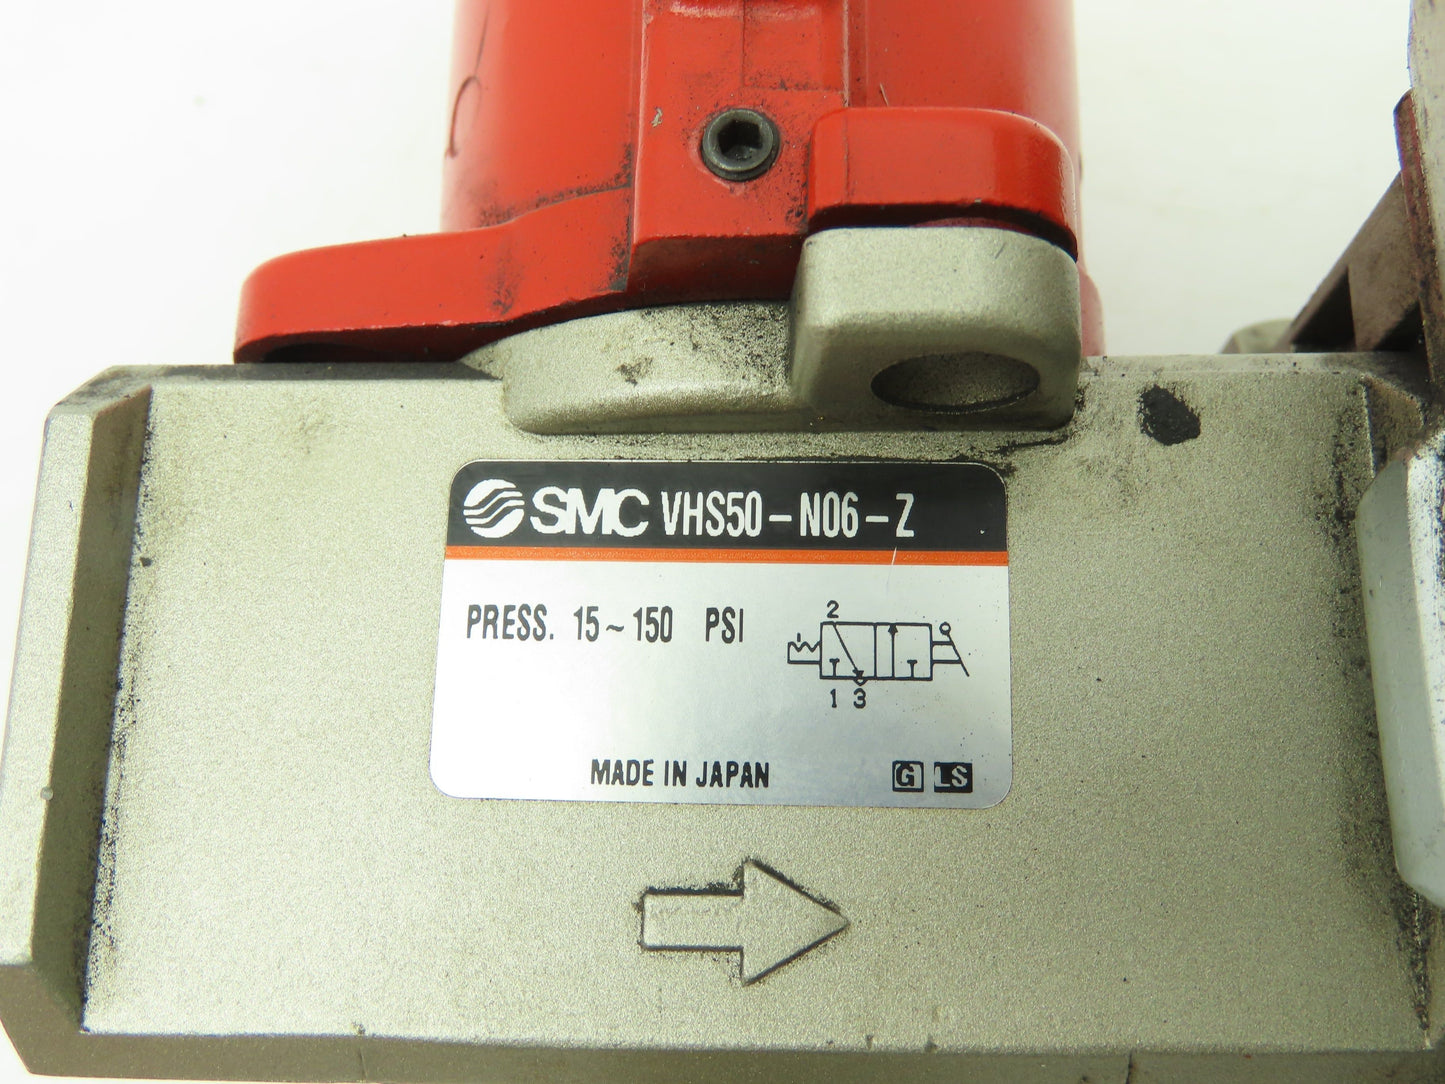 SMC VHS50-N06-Z
PRESS. 15~150 PSI
2
1 3
MADE IN JAPAN G LS